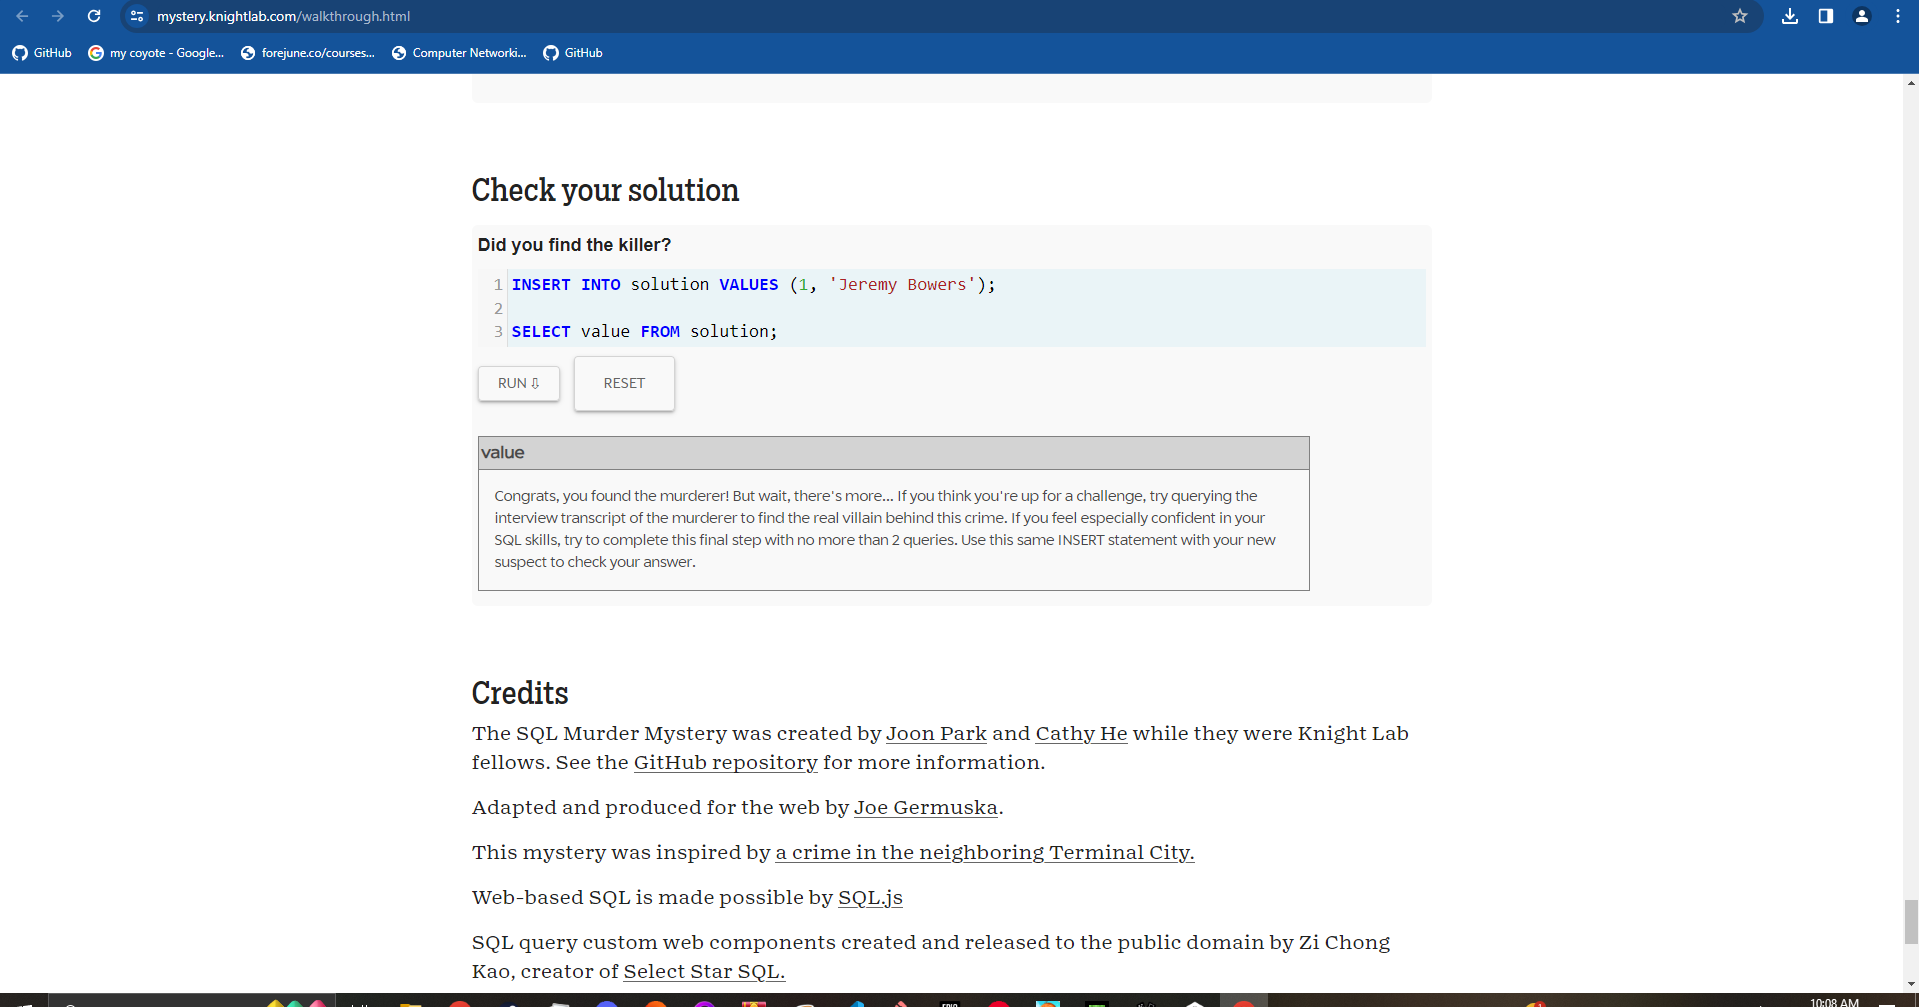 mystery.knightlab.com/walkthrough.html
GitHub my coyote - Google... forejune.co/courses... Computer Networki... GitHub
Check your solution
Did you find the killer?
1 INSERT INTO solution VALUES (1, 'Jeremy Bowers');
2
3 SELECT value FROM solution;
RUN ⇩ RESET
value
Congrats, you found the murderer! But wait, there's more... If you think you're up for a challenge, try querying the
interview transcript of the murderer to find the real villain behind this crime. If you feel especially confident in your
SQL skills, try to complete this final step with no more than 2 queries. Use this same INSERT statement with your new
suspect to check your answer.
Credits
The SQL Murder Mystery was created by Joon Park and Cathy He while they were Knight Lab
fellows. See the GitHub repository for more information.
Adapted and produced for the web by Joe Germuska.
This mystery was inspired by a crime in the neighboring Terminal City.
Web-based SQL is made possible by SQL.js
SQL query custom web components created and released to the public domain by Zi Chong
Kao, creator of Select Star SQL.
10:08 AM